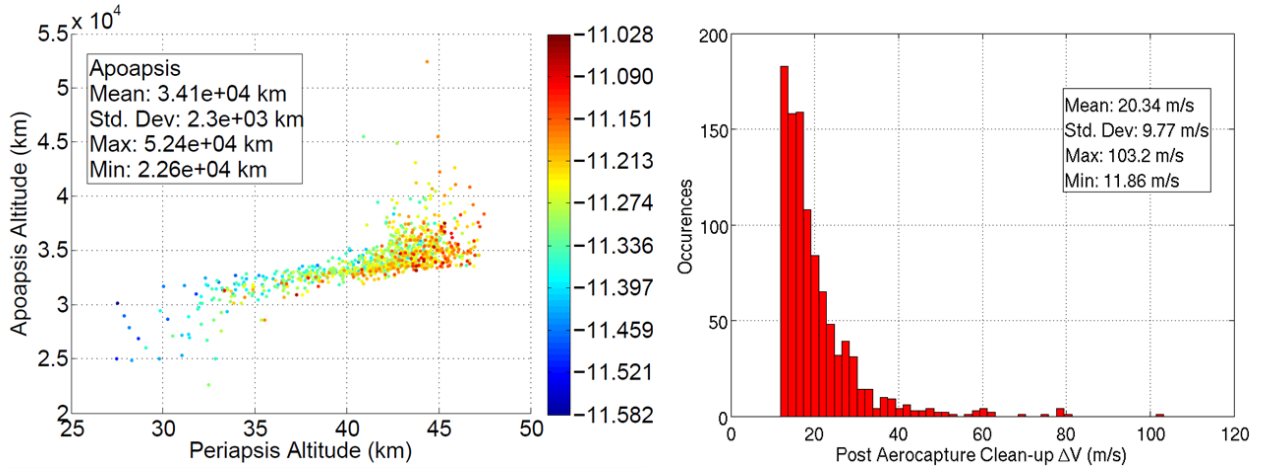 x 10⁴
5.5
5
4.5
4
3.5
3
2.5
2
Apoapsis Altitude (km)
Apoapsis
Mean: 3.41e+04 km
Std. Dev: 2.3e+03 km
Max: 5.24e+04 km
Min: 2.26e+04 km
25 30 35 40 45 50
Periapsis Altitude (km)
−11.028
−11.090
−11.151
−11.213
−11.274
−11.336
−11.397
−11.459
−11.521
−11.582
200
150
100
50
0
Occurrences
Mean: 20.34 m/s
Std. Dev: 9.77 m/s
Max: 103.2 m/s
Min: 11.86 m/s
0 20 40 60 80 100 120
Post Aerocapture Clean-up ΔV (m/s)